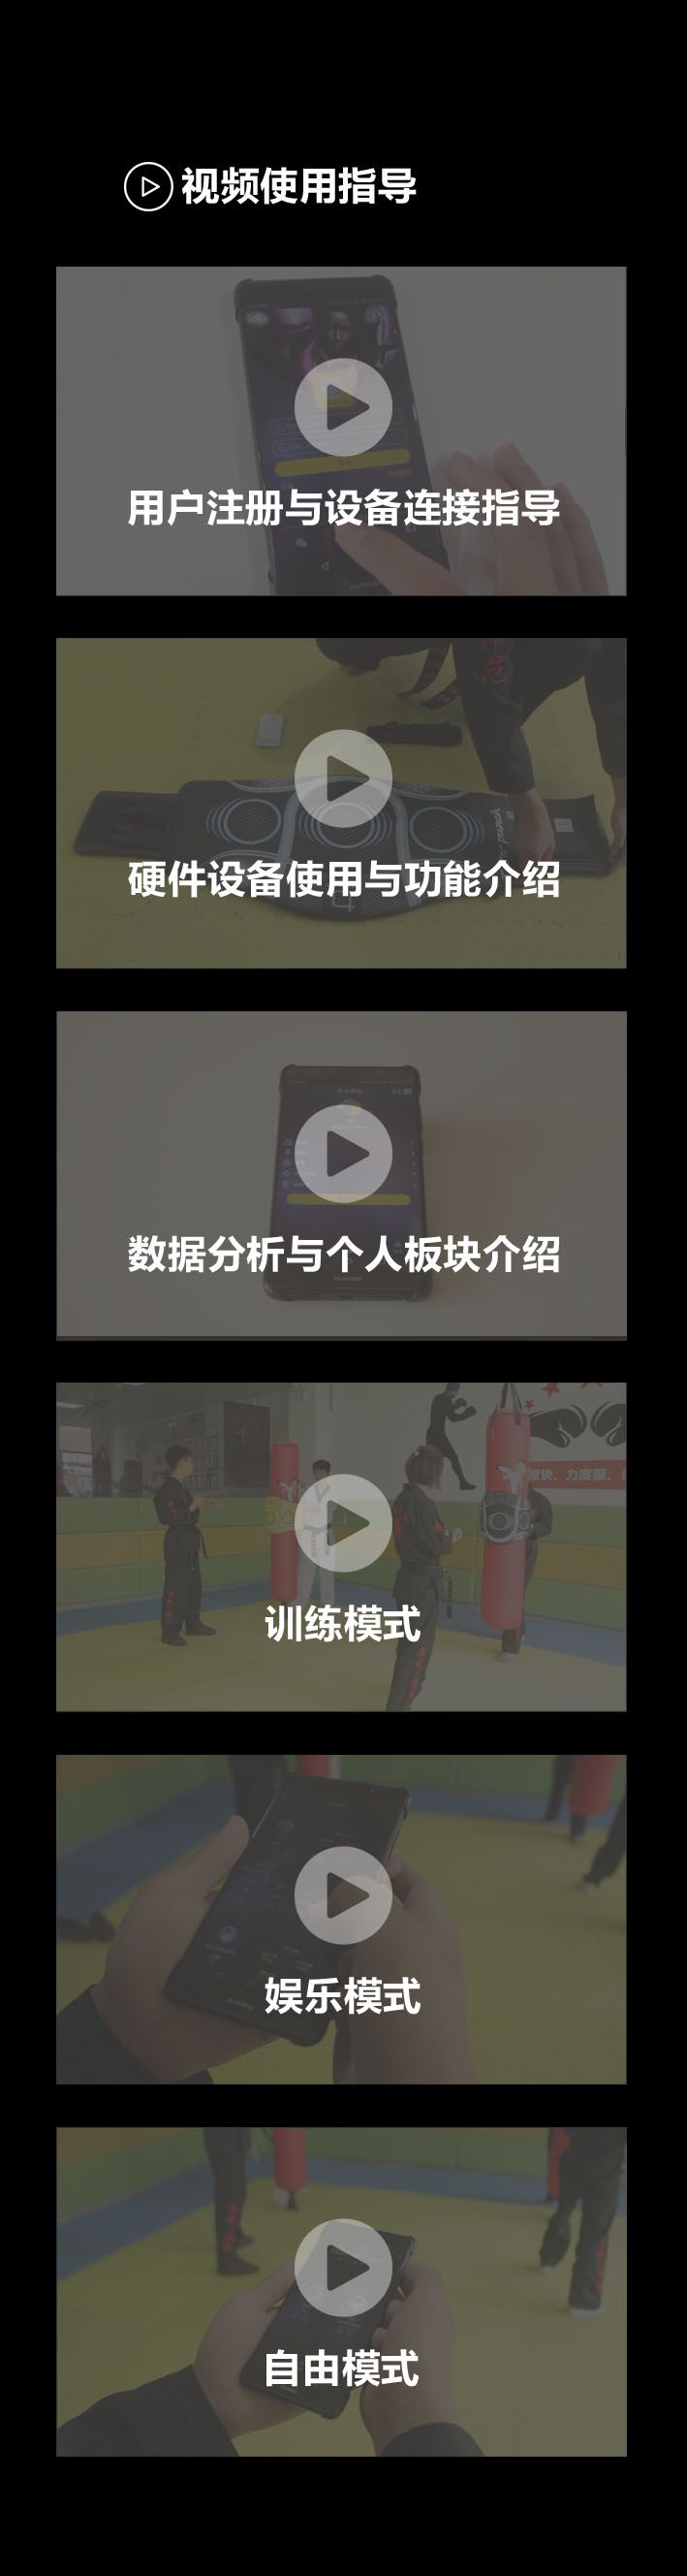 视频使用指导
用户注册与设备连接指导
硬件设备使用与功能介绍
数据分析与个人板块介绍
训练模式
娱乐模式
自由模式